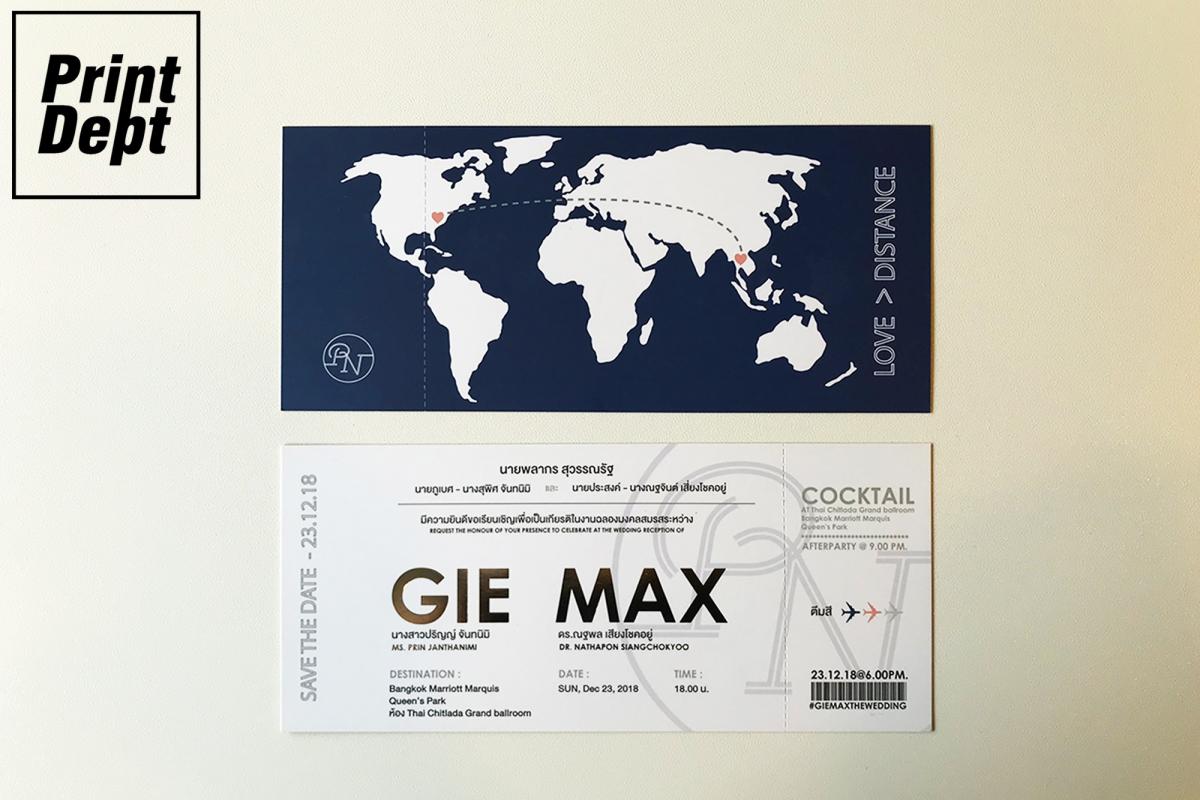 Print
Dept
LOVE > DISTANCE
PN
SAVE THE DATE - 23.12.18
นายพลากร สุวรรณรัฐ
นายภูเบศ - นางสุพิศ จันทนิมิ และ นายประสงค์ - นางณฐจินต์ เสี่ยงโชคอยู่
มีความยินดีขอเรียนเชิญเพื่อเป็นเกียรติในงานฉลองมงคลสมรสระหว่าง
REQUEST THE HONOUR OF YOUR PRESENCE TO CELEBRATE AT THE WEDDING RECEPTION OF
GIE MAX
นางสาวปริญญ์ จันทนิมิ ดร.ณฐพล เสี่ยงโชคอยู่
MS. PRIN JANTHANIMI DR. NATHAPON SIANGCHOKYOO
DESTINATION : DATE : TIME :
Bangkok Marriott Marquis SUN, Dec 23, 2018 18.00 น.
Queen's Park
ห้อง Thai Chitlada Grand ballroom
PN
COCKTAIL
AT Thai Chitlada Grand ballroom
Bangkok Marriott Marquis
Queen's Park
AFTERPARTY @ 9.00 PM.
ตีมสี
23.12.18@6.00PM.
#GIEMAXTHEWEDDING